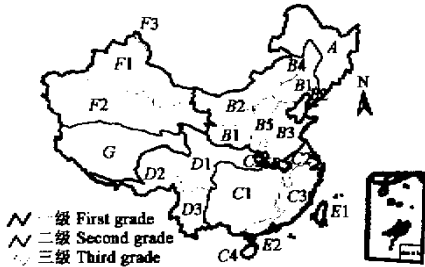 F3
F1
A
B4
N
F2
B2
B1
B1
B5
B3
G
D1
D2
C2
C1
D3
C3
E1
E2
C4
一级 First grade
二级 Second grade
三级 Third grade